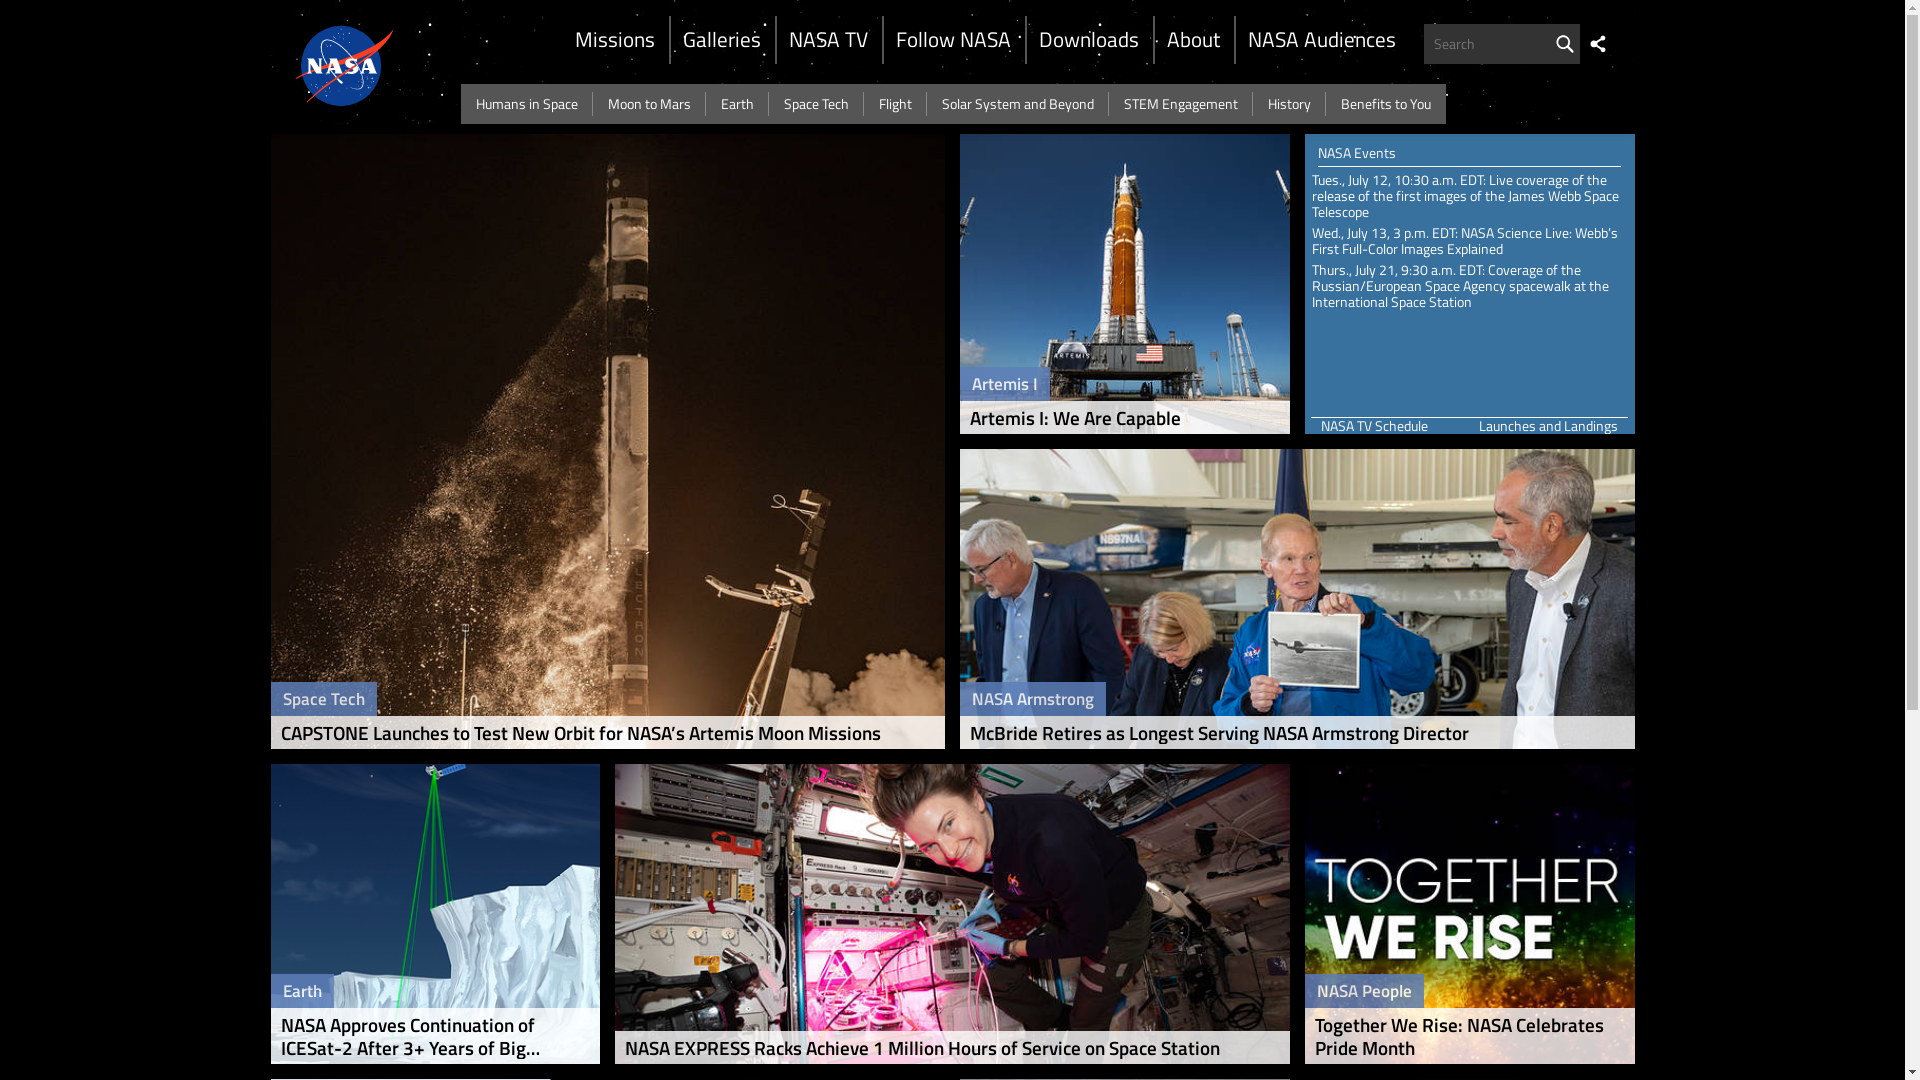 NASA
Missions
Galleries
NASA TV
Follow NASA
Downloads
About
NASA Audiences
Search
Humans in Space
Moon to Mars
Earth
Space Tech
Flight
Solar System and Beyond
STEM Engagement
History
Benefits to You
Space Tech
CAPSTONE Launches to Test New Orbit for NASA’s Artemis Moon Missions
ARTEMIS
Artemis I
Artemis I: We Are Capable
NASA Events
Tues., July 12, 10:30 a.m. EDT: Live coverage of the
release of the first images of the James Webb Space
Telescope
Wed., July 13, 3 p.m. EDT: NASA Science Live: Webb’s
First Full-Color Images Explained
Thurs., July 21, 9:30 a.m. EDT: Coverage of the
Russian/European Space Agency spacewalk at the
International Space Station
NASA TV Schedule
Launches and Landings
N897NA
NASA Armstrong
McBride Retires as Longest Serving NASA Armstrong Director
Earth
NASA Approves Continuation of
ICESat-2 After 3+ Years of Big...
EXPRESS Rack
NASA EXPRESS Racks Achieve 1 Million Hours of Service on Space Station
TOGETHER
WE RISE
NASA People
Together We Rise: NASA Celebrates
Pride Month